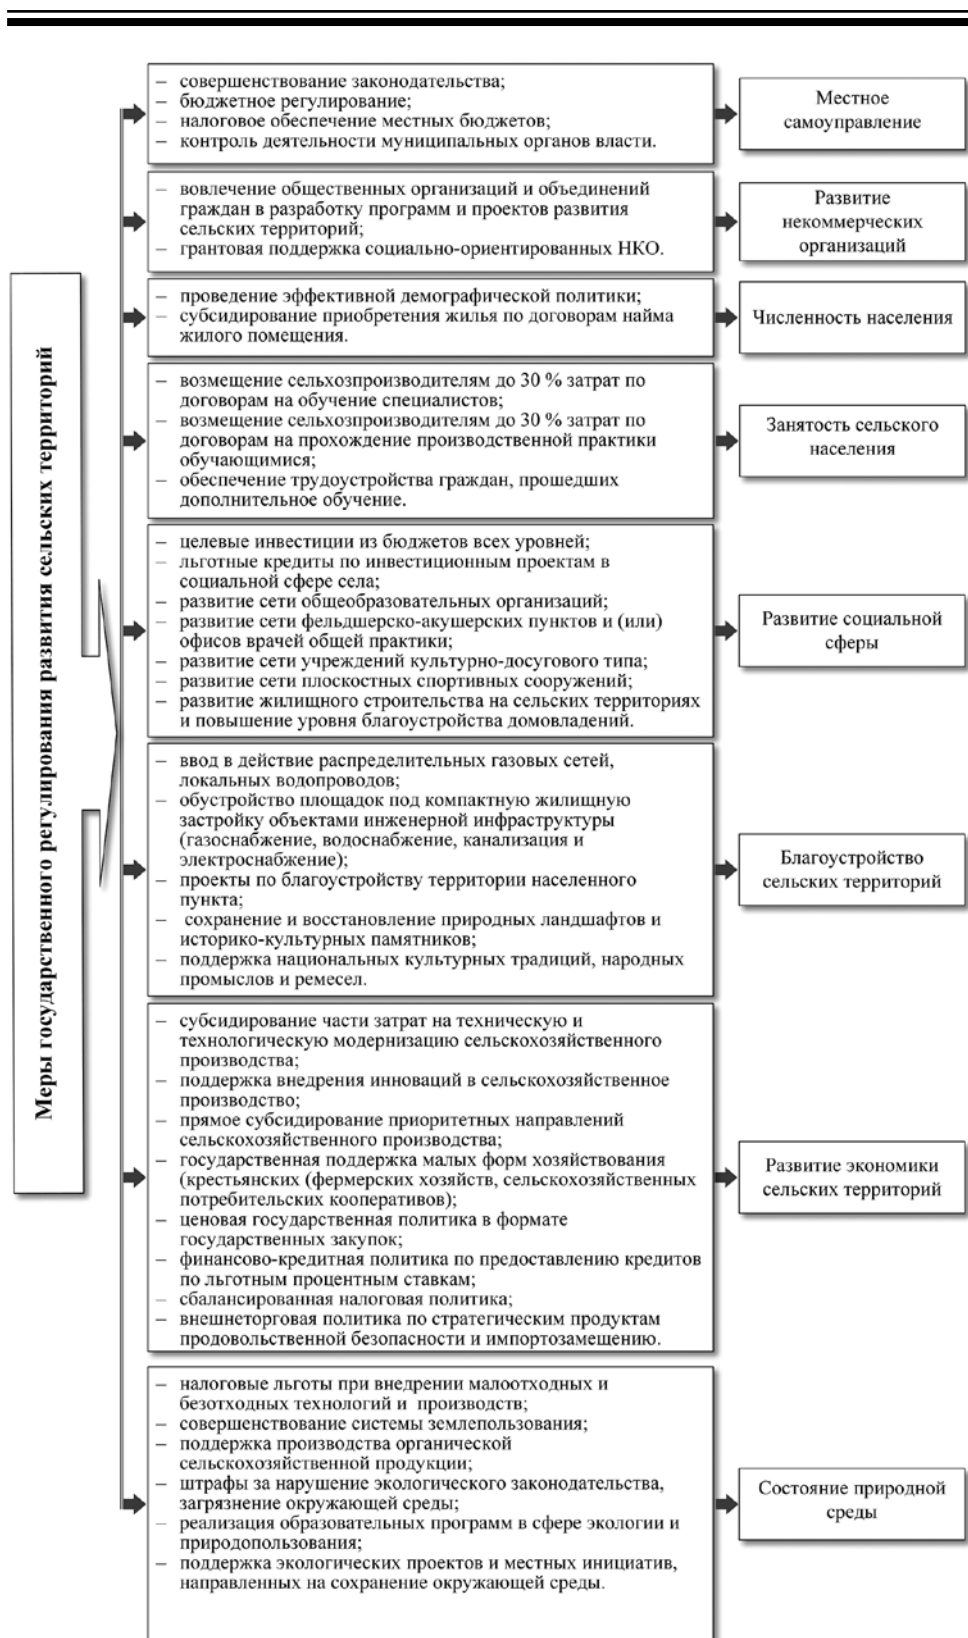 Меры государственного регулирования развития сельских территорий
– совершенствование законодательства;
– бюджетное регулирование;
– налоговое обеспечение местных бюджетов;
– контроль деятельности муниципальных органов власти.
Местное
самоуправление
– вовлечение общественных организаций и объединений
граждан в разработку программ и проектов развития
сельских территорий;
– грантовая поддержка социально-ориентированных НКО.
Развитие
некоммерческих
организаций
– проведение эффективной демографической политики;
– субсидирование приобретения жилья по договорам найма
жилого помещения.
Численность населения
– возмещение сельхозпроизводителям до 30 % затрат по
договорам на обучение специалистов;
– возмещение сельхозпроизводителям до 30 % затрат по
договорам на прохождение производственной практики
обучающимися;
– обеспечение трудоустройства граждан, прошедших
дополнительное обучение.
Занятость сельского
населения
– целевые инвестиции из бюджетов всех уровней;
– льготные кредиты по инвестиционным проектам в
социальной сфере села;
– развитие сети общеобразовательных организаций;
– развитие сети фельдшерско-акушерских пунктов и (или)
офисов врачей общей практики;
– развитие сети учреждений культурно-досугового типа;
– развитие сети плоскостных спортивных сооружений;
– развитие жилищного строительства на сельских территориях
и повышение уровня благоустройства домовладений.
Развитие социальной
сферы
– ввод в действие распределительных газовых сетей,
локальных водопроводов;
– обустройство площадок под компактную жилищную
застройку объектами инженерной инфраструктуры
(газоснабжение, водоснабжение, канализация и
электроснабжение);
– проекты по благоустройству территории населенного
пункта;
– сохранение и восстановление природных ландшафтов и
историко-культурных памятников;
– поддержка национальных культурных традиций, народных
промыслов и ремесел.
Благоустройство
сельских территорий
– субсидирование части затрат на техническую и
технологическую модернизацию сельскохозяйственного
производства;
– поддержка внедрения инноваций в сельскохозяйственное
производство;
– прямое субсидирование приоритетных направлений
сельскохозяйственного производства;
– государственная поддержка малых форм хозяйствования
(крестьянских (фермерских хозяйств, сельскохозяйственных
потребительских кооперативов);
– ценовая государственная политика в формате
государственных закупок;
– финансово-кредитная политика по предоставлению кредитов
по льготным процентным ставкам;
– сбалансированная налоговая политика;
– внешнеторговая политика по стратегическим продуктам
продовольственной безопасности и импортозамещению.
Развитие экономики
сельских территорий
– налоговые льготы при внедрении малоотходных и
безотходных технологий и производств;
– совершенствование системы землепользования;
– поддержка производства органической
сельскохозяйственной продукции;
– штрафы за нарушение экологического законодательства,
загрязнение окружающей среды;
– реализация образовательных программ в сфере экологии и
природопользования;
– поддержка экологических проектов и местных инициатив,
направленных на сохранение окружающей среды.
Состояние природной
среды